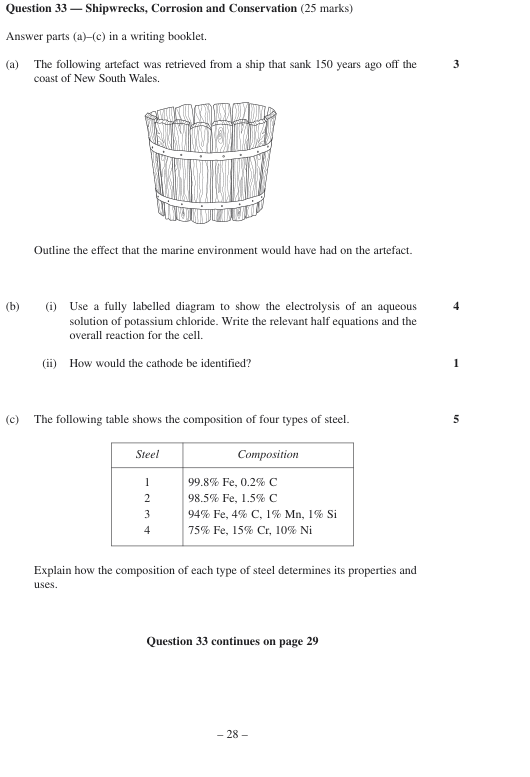 Question 33 — Shipwrecks, Corrosion and Conservation (25 marks)
Answer parts (a)–(c) in a writing booklet.
(a) The following artefact was retrieved from a ship that sank 150 years ago off the 3
coast of New South Wales.
Outline the effect that the marine environment would have had on the artefact.
(b) (i) Use a fully labelled diagram to show the electrolysis of an aqueous 4
solution of potassium chloride. Write the relevant half equations and the
overall reaction for the cell.
(ii) How would the cathode be identified? 1
(c) The following table shows the composition of four types of steel. 5
Steel Composition
1 99.8% Fe, 0.2% C
2 98.5% Fe, 1.5% C
3 94% Fe, 4% C, 1% Mn, 1% Si
4 75% Fe, 15% Cr, 10% Ni
Explain how the composition of each type of steel determines its properties and
uses.
Question 33 continues on page 29
– 28 –